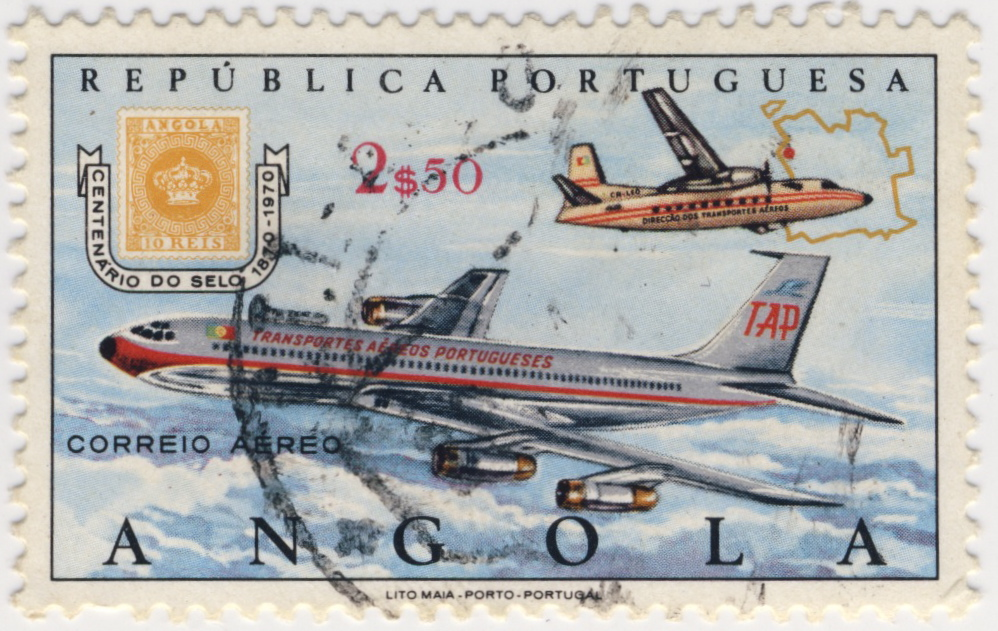 REPÚBLICA PORTUGUESA
ANGOLA
10 REIS
CENTENÁRIO DO SELO 1870-1970
2$50
CR-LEO
DIRECÇÃO DOS TRANSPORTES AÉREOS
TAP
TRANSPORTES AÉREOS PORTUGUESES
CORREIO AÉREO
ANGOLA
LITO MAIA - PORTO - PORTUGAL